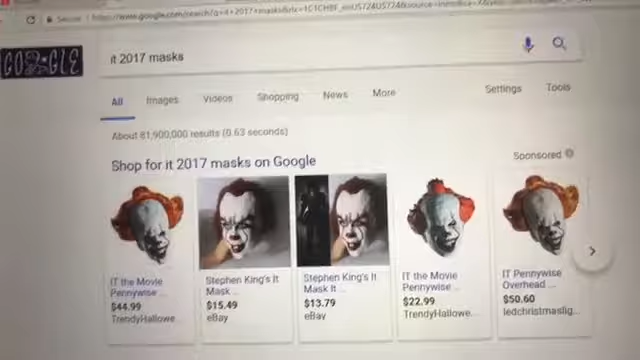 Secure
GOOGLE
it 2017 masks
All Images Videos Shopping News More Settings Tools
About 81,900,000 results (0.63 seconds)
Shop for it 2017 masks on Google
Sponsored
IT the Movie
Pennywise ...
$44.99
TrendyHallowe...
Stephen King's It
Mask ...
$15.49
eBay
Stephen King's It
Mask It ...
$13.79
eBay
IT the Movie
Pennywise ...
$22.99
TrendyHallowe...
IT Pennywise
Overhead ...
$50.60
ledchristmaslig...